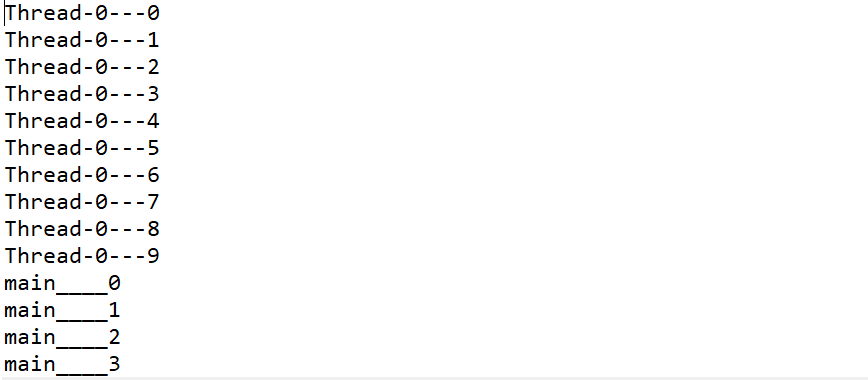 Thread-0---0
Thread-0---1
Thread-0---2
Thread-0---3
Thread-0---4
Thread-0---5
Thread-0---6
Thread-0---7
Thread-0---8
Thread-0---9
main____0
main____1
main____2
main____3